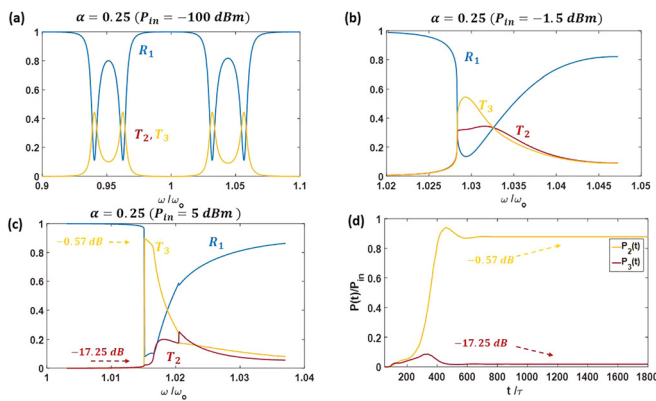 (a)
α = 0.25 (P_in = −100 dBm)
1
0.8
0.6
0.4
0.2
0
R_1
T_2, T_3
0.9
0.95
1
1.05
1.1
ω/ω_o
(b)
α = 0.25 (P_in = −1.5 dBm)
1
0.8
0.6
0.4
0.2
0
R_1
T_3
T_2
1.02
1.025
1.03
1.035
1.04
1.045
1.05
ω/ω_o
(c)
α = 0.25 (P_in = 5 dBm)
1
0.8
0.6
0.4
0.2
0
−0.57 dB
T_3
R_1
−17.25 dB
T_2
1
1.01
1.02
1.03
1.04
ω/ω_o
(d)
P(t)/P_in
1
0.8
0.6
0.4
0.2
0
P_2(t)
P_3(t)
−0.57 dB
−17.25 dB
200
400
600
800
1000
1200
1400
1600
1800
t/τ